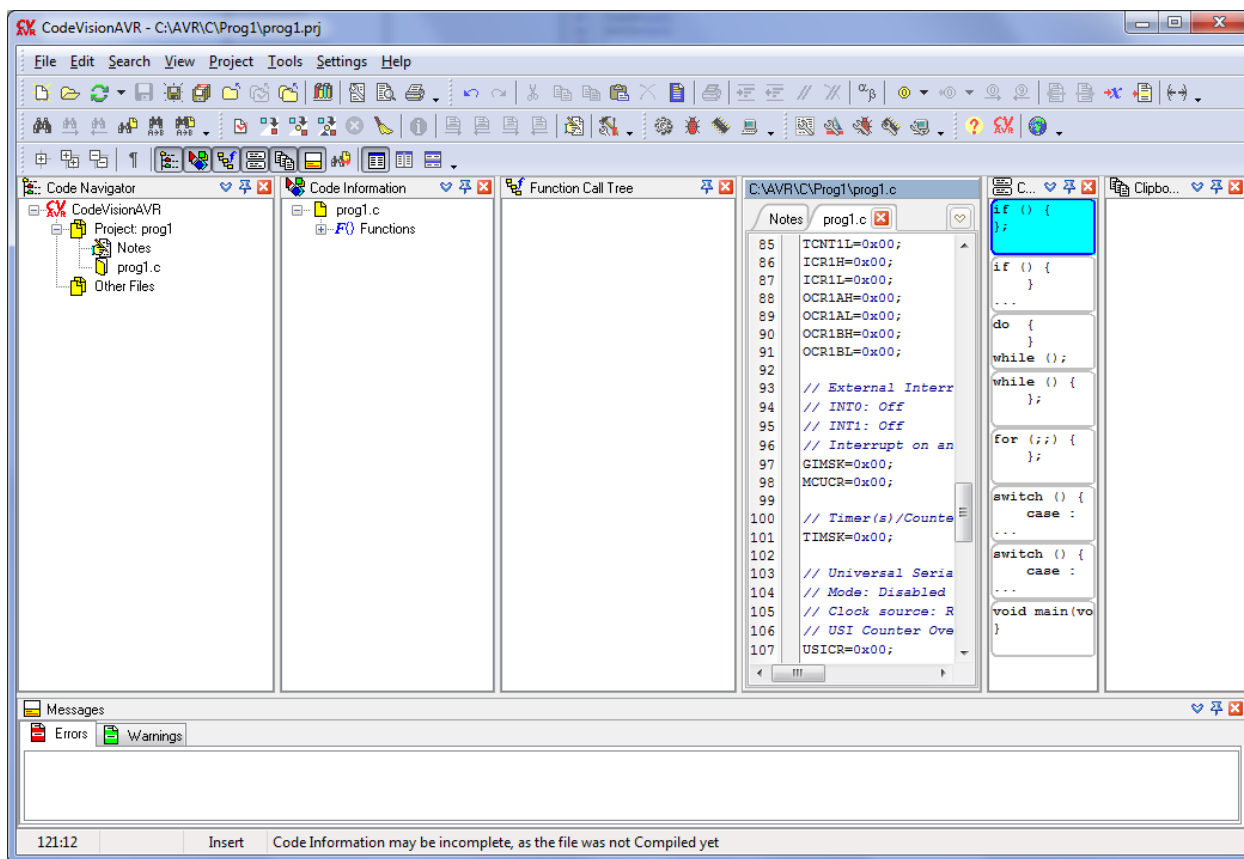 CodeVisionAVR - C:\AVR\C\Prog1\prog1.prj
File Edit Search View Project Tools Settings Help
Code Navigator
CodeVisionAVR
Project: prog1
Notes
prog1.c
Other Files
Code Information
prog1.c
F() Functions
Function Call Tree
C:\AVR\C\Prog1\prog1.c
Notes prog1.c
85 TCNT1L=0x00;
86 ICR1H=0x00;
87 ICR1L=0x00;
88 OCR1AH=0x00;
89 OCR1AL=0x00;
90 OCR1BH=0x00;
91 OCR1BL=0x00;
92
93 // External Interr
94 // INT0: Off
95 // INT1: Off
96 // Interrupt on an
97 GIMSK=0x00;
98 MCUCR=0x00;
99
100 // Timer(s)/Counte
101 TIMSK=0x00;
102
103 // Universal Seria
104 // Mode: Disabled
105 // Clock source: R
106 // USI Counter Ove
107 USICR=0x00;
C...
if () {
};
if () {
}
...
do {
}
while ();
while () {
};
for (;;) {
};
switch () {
case :
...
switch () {
case :
...
void main(vo
}
Clipbo...
Messages
Errors Warnings
121:12 Insert Code Information may be incomplete, as the file was not Compiled yet